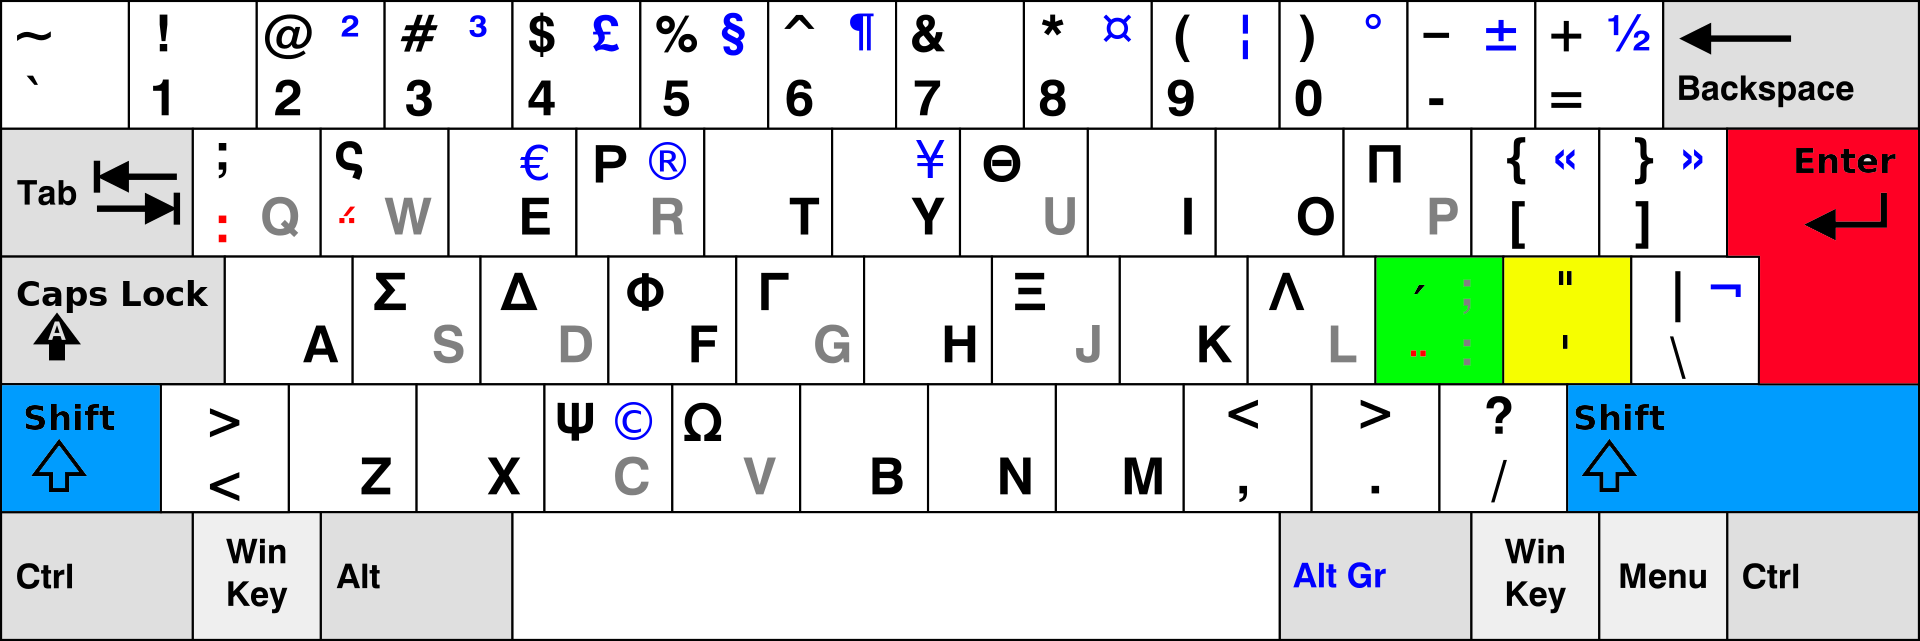 ~ ! @ ² # ³ $ £ % § ^ ¶ & * ¤ ( ¦ ) ° − ± + ½
` 1 2 3 4 5 6 7 8 9 0 - = Backspace
; ς € Ρ ® ¥ Θ Π { « } » Enter
Tab : ΅ Q W E R T Y U I O P [ ]
Caps Lock Σ Δ Φ Γ Ξ Λ ΄ ; " | ¬
A A S D F G H J K L ¨ : ' \
Shift > Ψ © Ω < > ? Shift
< Z X C V B N M , . /
Ctrl Win Key Alt Alt Gr Win Key Menu Ctrl